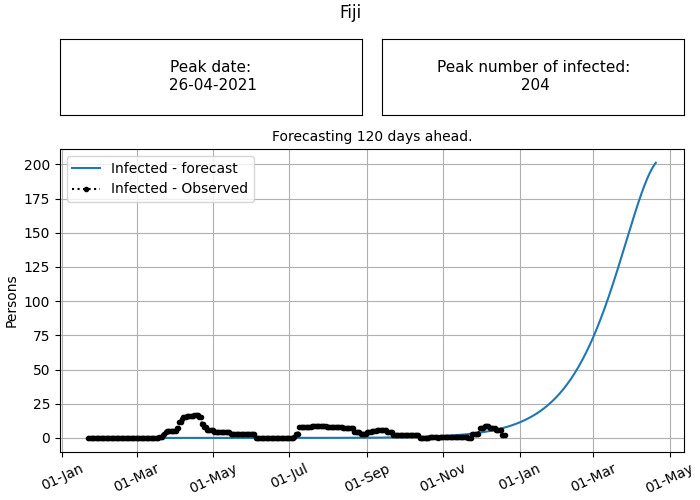 Fiji
Peak date:
26-04-2021
Peak number of infected:
204
Forecasting 120 days ahead.
Infected - forecast
Infected - Observed
Persons
200
175
150
125
100
75
50
25
0
01-Jan
01-Mar
01-May
01-Jul
01-Sep
01-Nov
01-Jan
01-Mar
01-May